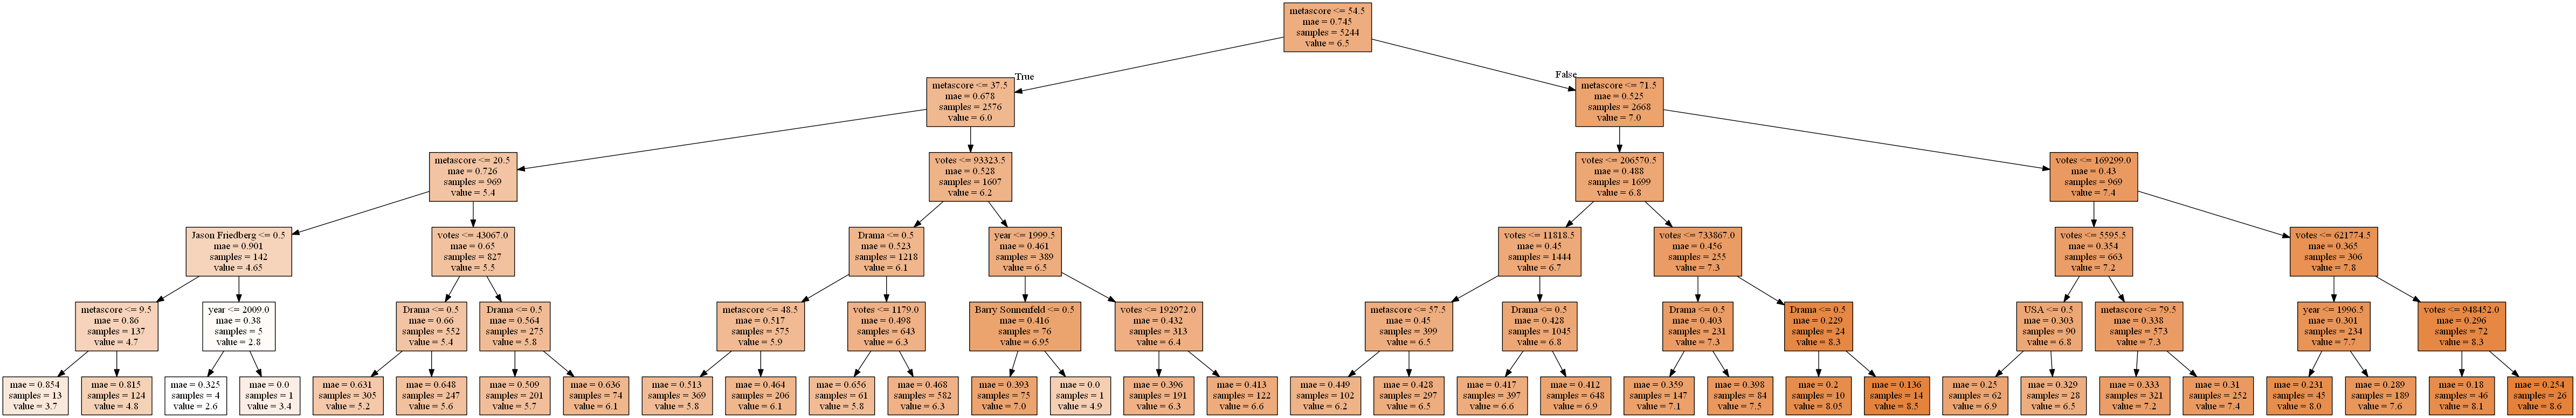 metascore <= 54.5
mae = 0.745
samples = 5244
value = 6.5
True
False
metascore <= 37.5
mae = 0.678
samples = 2576
value = 6.0
metascore <= 71.5
mae = 0.525
samples = 2668
value = 7.0
metascore <= 20.5
mae = 0.726
samples = 969
value = 5.4
votes <= 93323.5
mae = 0.528
samples = 1607
value = 6.2
votes <= 206570.5
mae = 0.488
samples = 1699
value = 6.8
votes <= 169299.0
mae = 0.43
samples = 969
value = 7.4
Jason Friedberg <= 0.5
mae = 0.901
samples = 142
value = 4.65
votes <= 43067.0
mae = 0.65
samples = 827
value = 5.5
Drama <= 0.5
mae = 0.523
samples = 1218
value = 6.1
year <= 1999.5
mae = 0.461
samples = 389
value = 6.5
votes <= 11818.5
mae = 0.45
samples = 1444
value = 6.7
votes <= 733867.0
mae = 0.456
samples = 255
value = 7.3
votes <= 5595.5
mae = 0.354
samples = 663
value = 7.2
votes <= 621774.5
mae = 0.365
samples = 306
value = 7.8
metascore <= 9.5
mae = 0.86
samples = 137
value = 4.7
year <= 2009.0
mae = 0.38
samples = 5
value = 2.8
Drama <= 0.5
mae = 0.66
samples = 552
value = 5.4
Drama <= 0.5
mae = 0.564
samples = 275
value = 5.8
metascore <= 48.5
mae = 0.517
samples = 575
value = 5.9
votes <= 1179.0
mae = 0.498
samples = 643
value = 6.3
Barry Sonnenfeld <= 0.5
mae = 0.416
samples = 76
value = 6.95
votes <= 192972.0
mae = 0.432
samples = 313
value = 6.4
metascore <= 57.5
mae = 0.45
samples = 399
value = 6.5
Drama <= 0.5
mae = 0.428
samples = 1045
value = 6.8
Drama <= 0.5
mae = 0.403
samples = 231
value = 7.3
Drama <= 0.5
mae = 0.229
samples = 24
value = 8.3
USA <= 0.5
mae = 0.303
samples = 90
value = 6.8
metascore <= 79.5
mae = 0.338
samples = 573
value = 7.3
year <= 1996.5
mae = 0.301
samples = 234
value = 7.7
votes <= 948452.0
mae = 0.296
samples = 72
value = 8.3
mae = 0.854
samples = 13
value = 3.7
mae = 0.815
samples = 124
value = 4.8
mae = 0.325
samples = 4
value = 2.6
mae = 0.0
samples = 1
value = 3.4
mae = 0.631
samples = 305
value = 5.2
mae = 0.648
samples = 247
value = 5.6
mae = 0.509
samples = 201
value = 5.7
mae = 0.636
samples = 74
value = 6.1
mae = 0.513
samples = 369
value = 5.8
mae = 0.464
samples = 206
value = 6.1
mae = 0.656
samples = 61
value = 5.8
mae = 0.468
samples = 582
value = 6.3
mae = 0.393
samples = 75
value = 7.0
mae = 0.0
samples = 1
value = 4.9
mae = 0.396
samples = 191
value = 6.3
mae = 0.413
samples = 122
value = 6.6
mae = 0.449
samples = 102
value = 6.2
mae = 0.428
samples = 297
value = 6.5
mae = 0.417
samples = 397
value = 6.6
mae = 0.412
samples = 648
value = 6.9
mae = 0.359
samples = 147
value = 7.1
mae = 0.398
samples = 84
value = 7.5
mae = 0.2
samples = 10
value = 8.05
mae = 0.136
samples = 14
value = 8.5
mae = 0.25
samples = 62
value = 6.9
mae = 0.329
samples = 28
value = 6.5
mae = 0.333
samples = 321
value = 7.2
mae = 0.31
samples = 252
value = 7.4
mae = 0.231
samples = 45
value = 8.0
mae = 0.289
samples = 189
value = 7.6
mae = 0.18
samples = 46
value = 8.1
mae = 0.254
samples = 26
value = 8.6